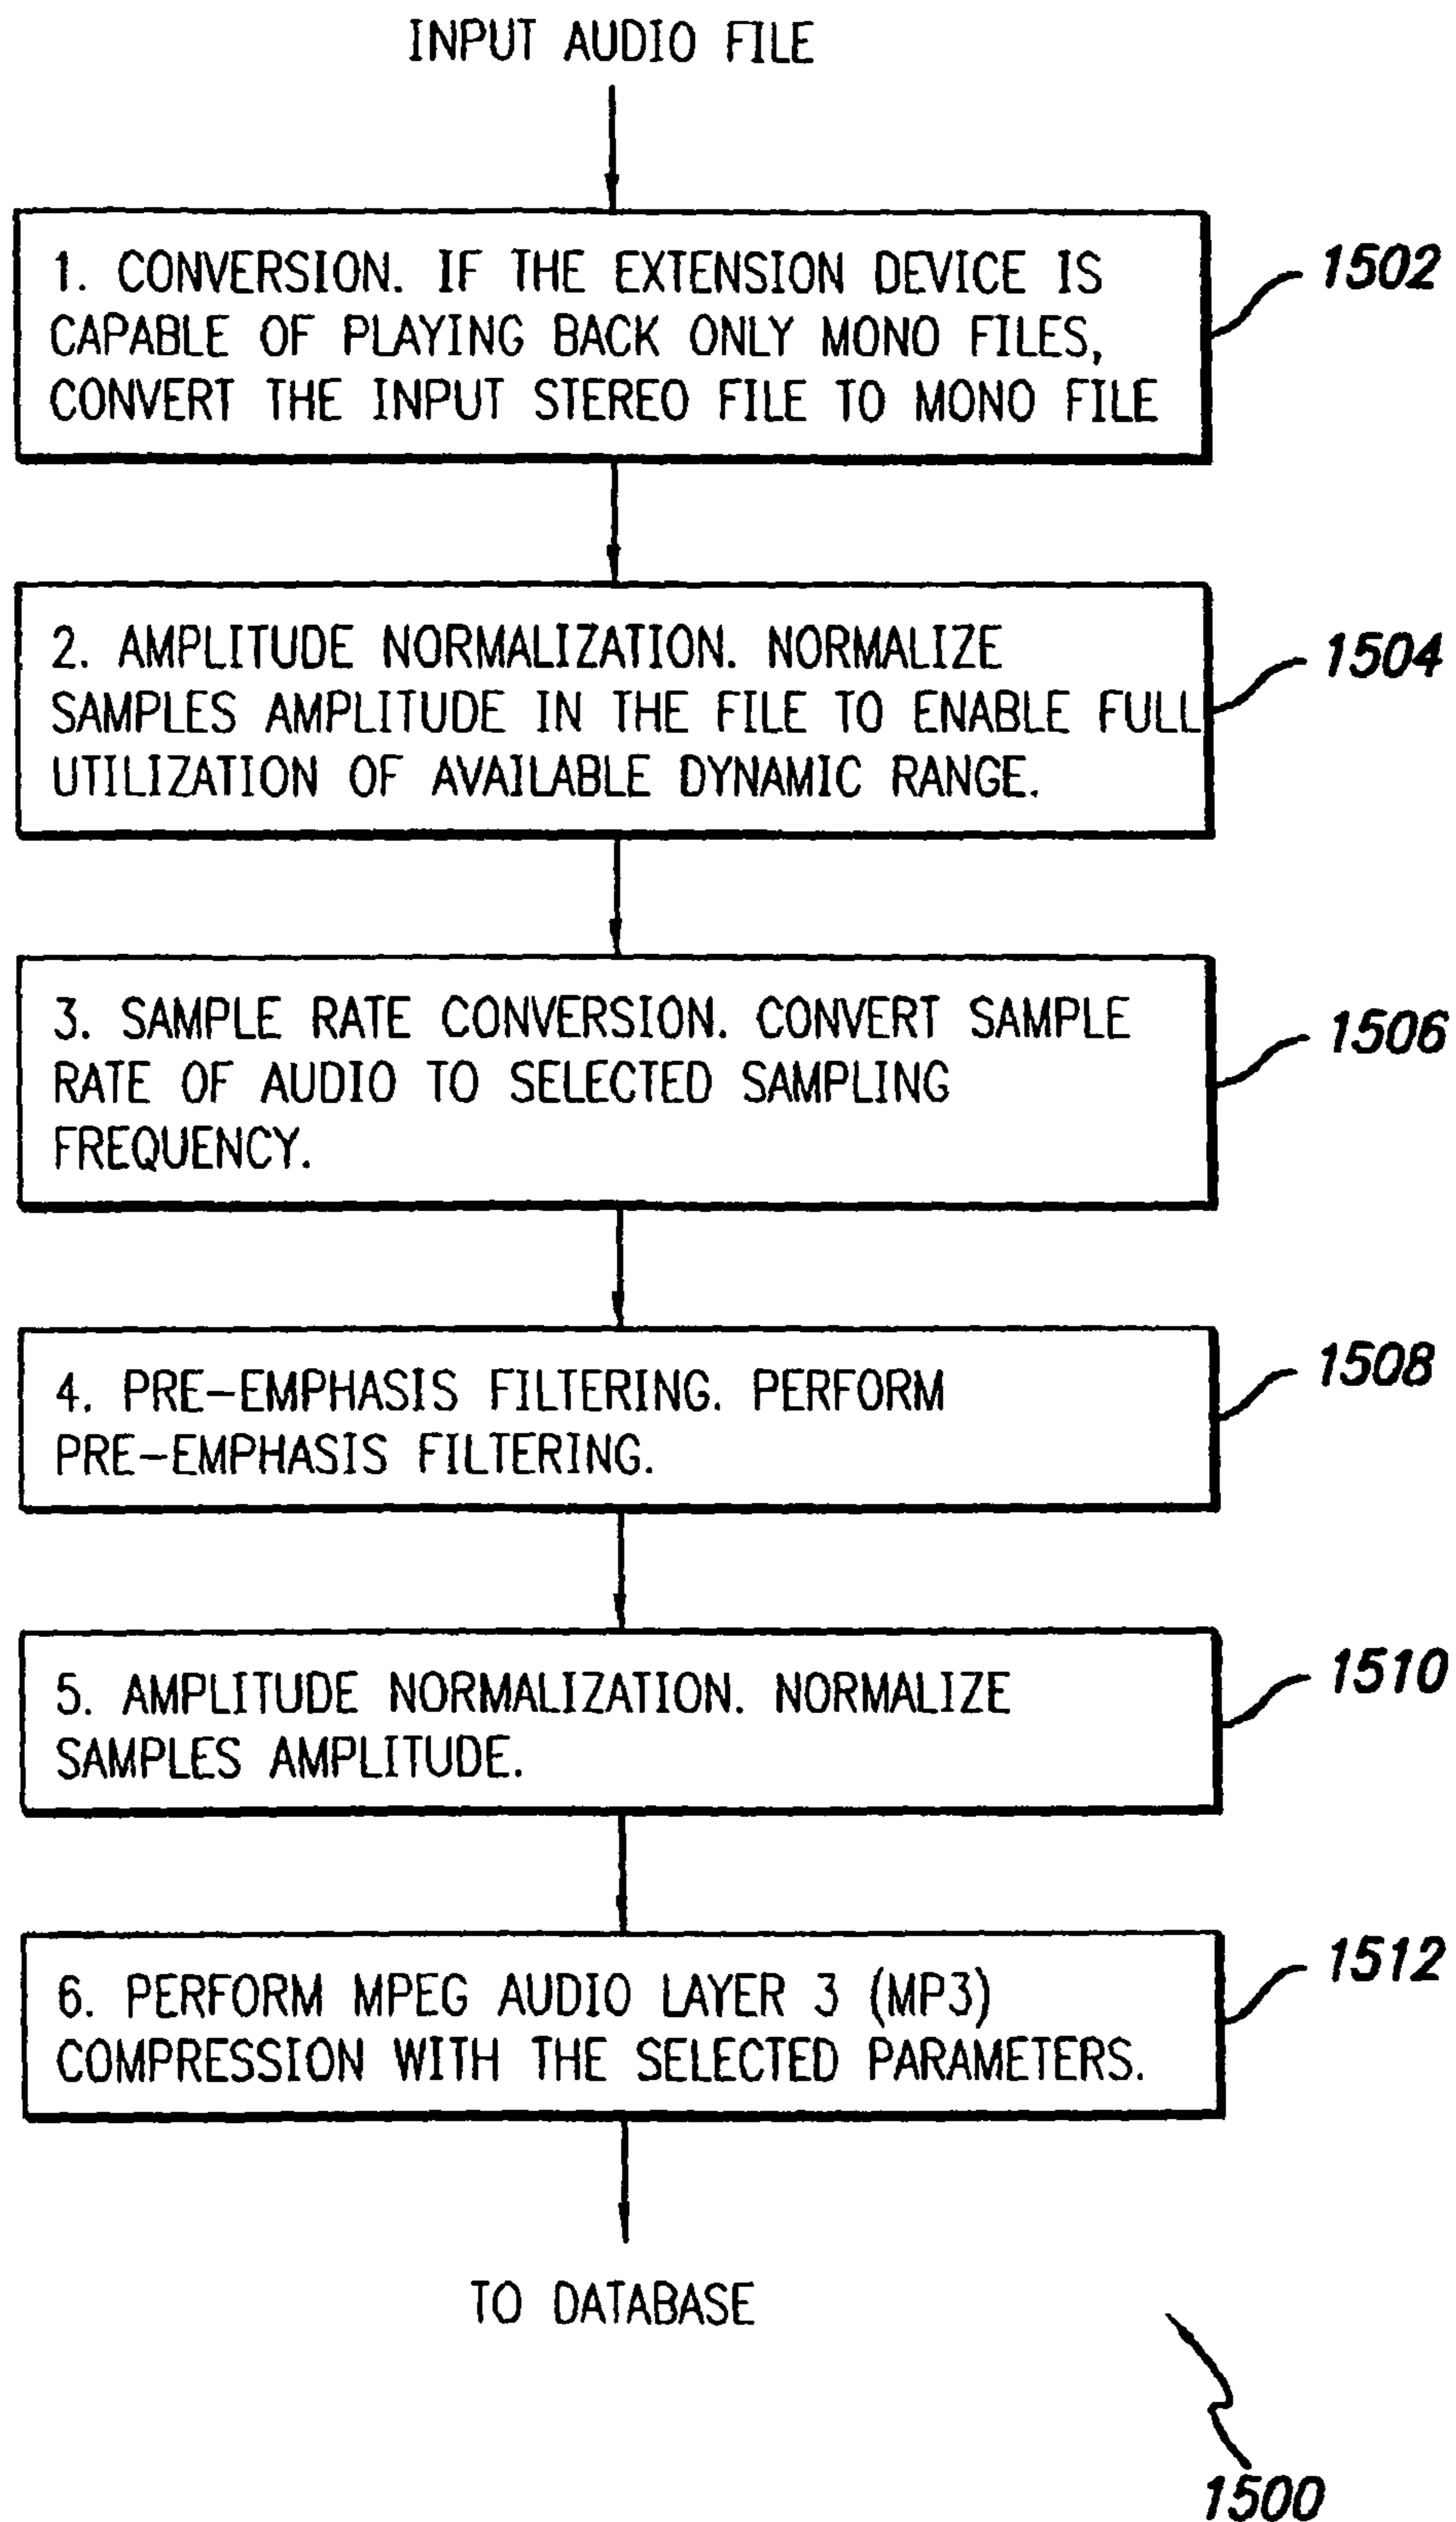 INPUT AUDIO FILE
1. CONVERSION. IF THE EXTENSION DEVICE IS
CAPABLE OF PLAYING BACK ONLY MONO FILES,
CONVERT THE INPUT STEREO FILE TO MONO FILE
1502
2. AMPLITUDE NORMALIZATION. NORMALIZE
SAMPLES AMPLITUDE IN THE FILE TO ENABLE FULL
UTILIZATION OF AVAILABLE DYNAMIC RANGE.
1504
3. SAMPLE RATE CONVERSION. CONVERT SAMPLE
RATE OF AUDIO TO SELECTED SAMPLING
FREQUENCY.
1506
4. PRE-EMPHASIS FILTERING. PERFORM
PRE-EMPHASIS FILTERING.
1508
5. AMPLITUDE NORMALIZATION. NORMALIZE
SAMPLES AMPLITUDE.
1510
6. PERFORM MPEG AUDIO LAYER 3 (MP3)
COMPRESSION WITH THE SELECTED PARAMETERS.
1512
TO DATABASE
1500